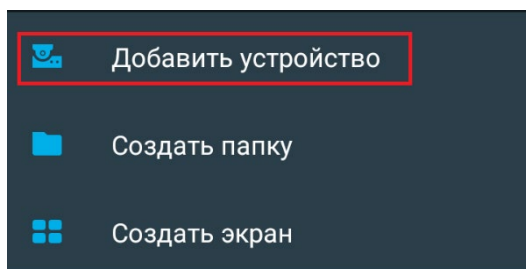 Добавить устройство
Создать папку
Создать экран